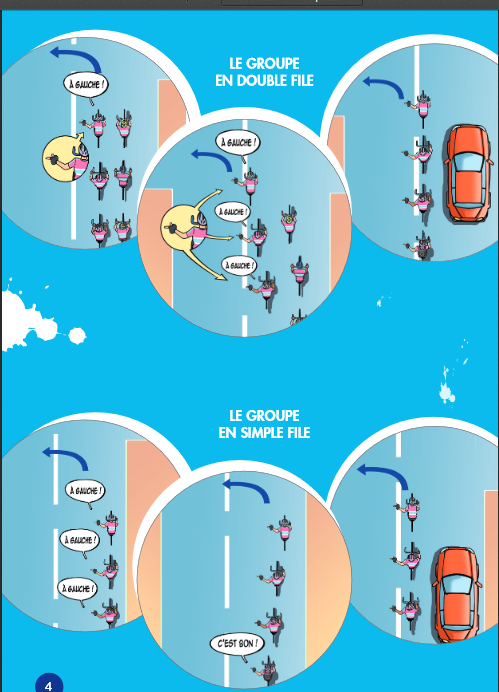 LE GROUPE
EN DOUBLE FILE
À GAUCHE !
À GAUCHE !
À GAUCHE !
À GAUCHE !
LE GROUPE
EN SIMPLE FILE
À GAUCHE !
À GAUCHE !
À GAUCHE !
C'EST BON !
4